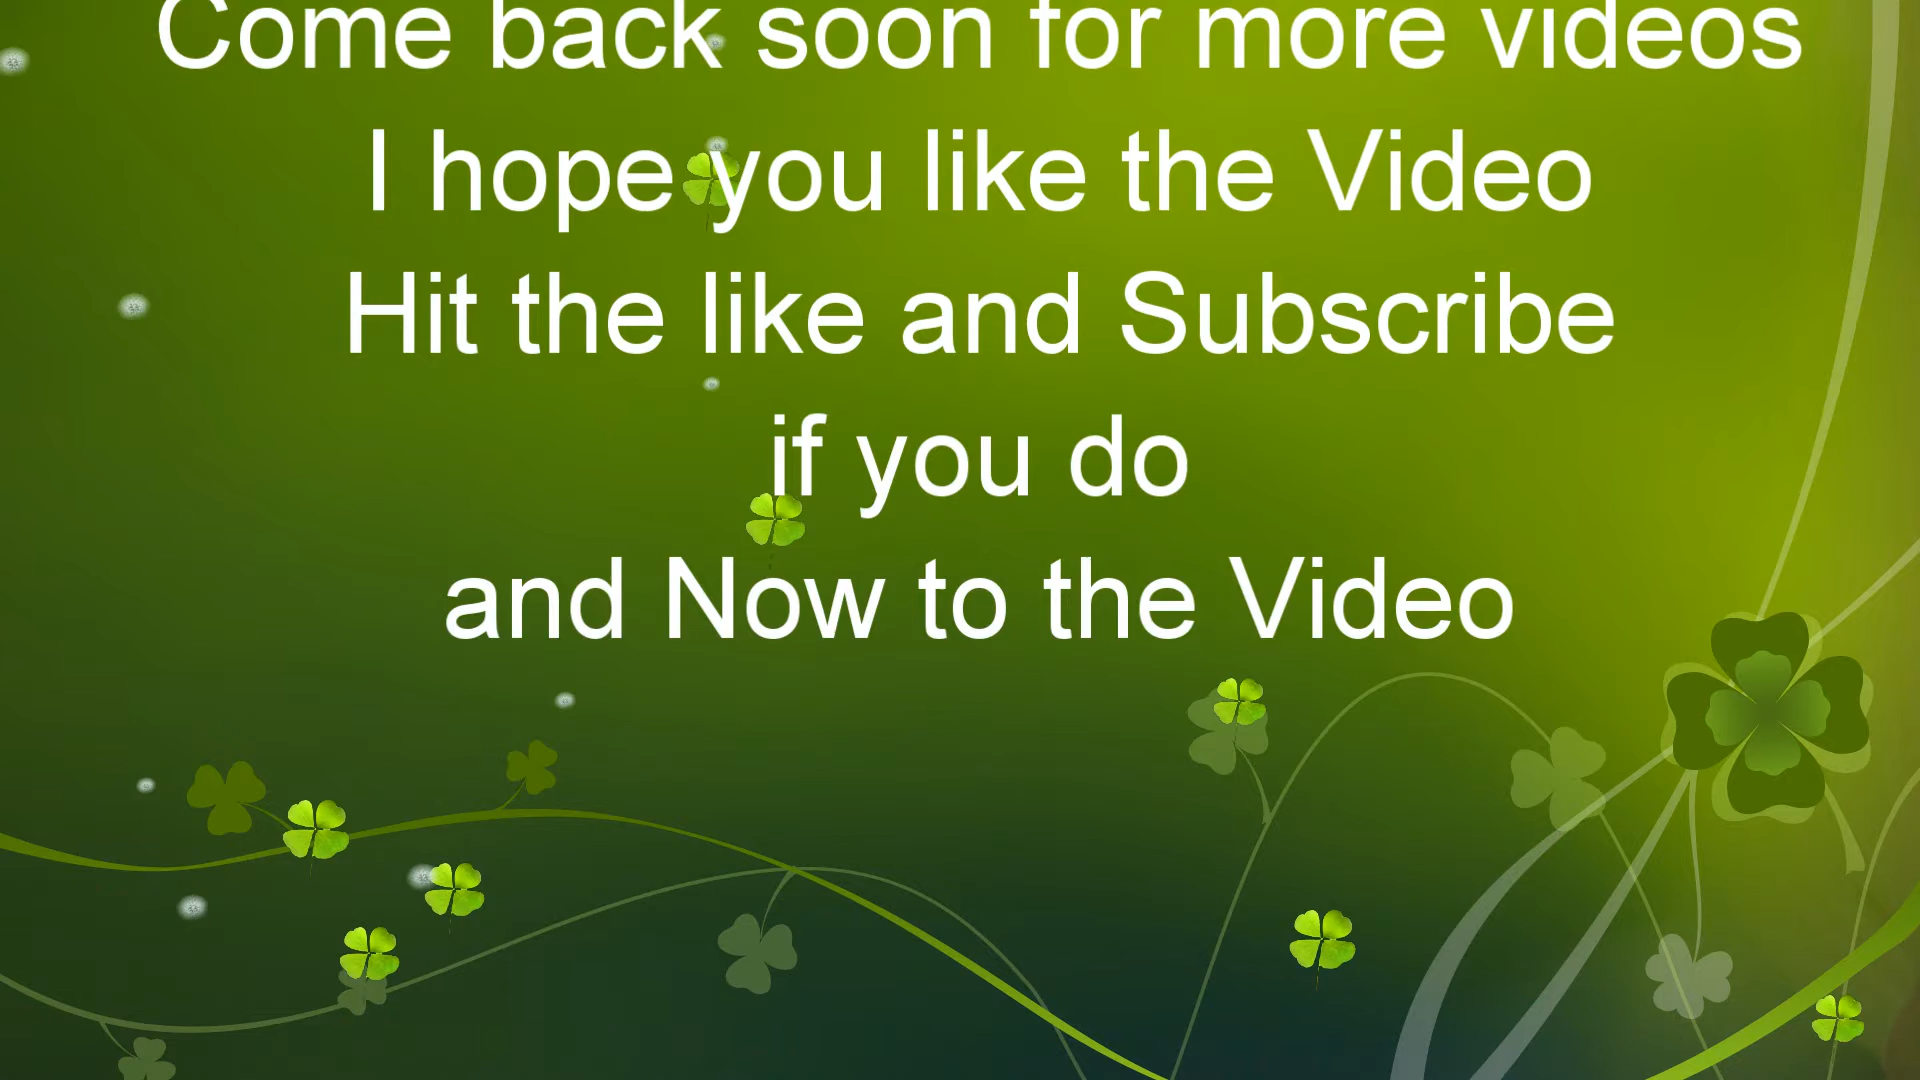 Come back soon for more videos
I hope you like the Video
Hit the like and Subscribe
if you do
and Now to the Video